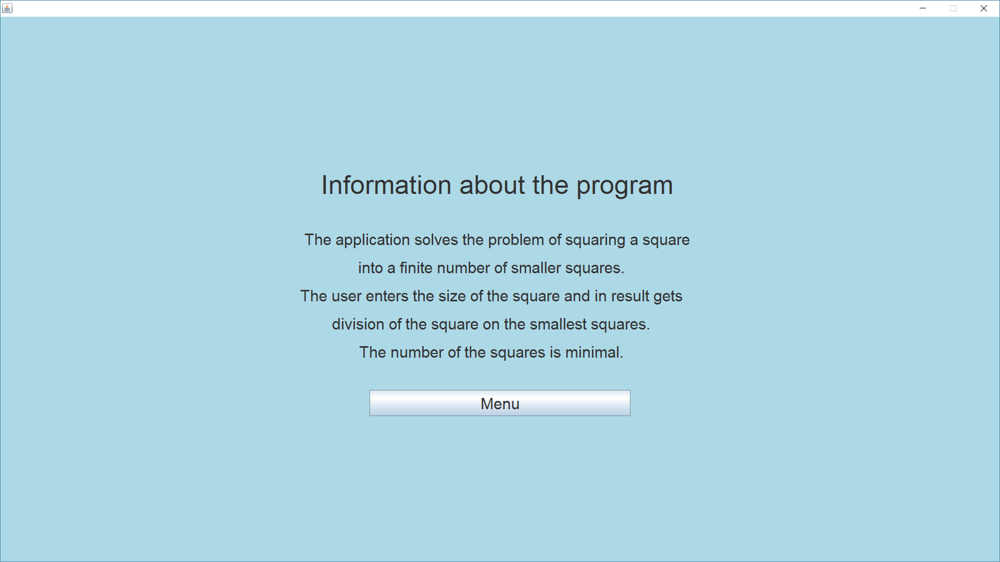 Information about the program
The application solves the problem of squaring a square
into a finite number of smaller squares.
The user enters the size of the square and in result gets
division of the square on the smallest squares.
The number of the squares is minimal.
Menu